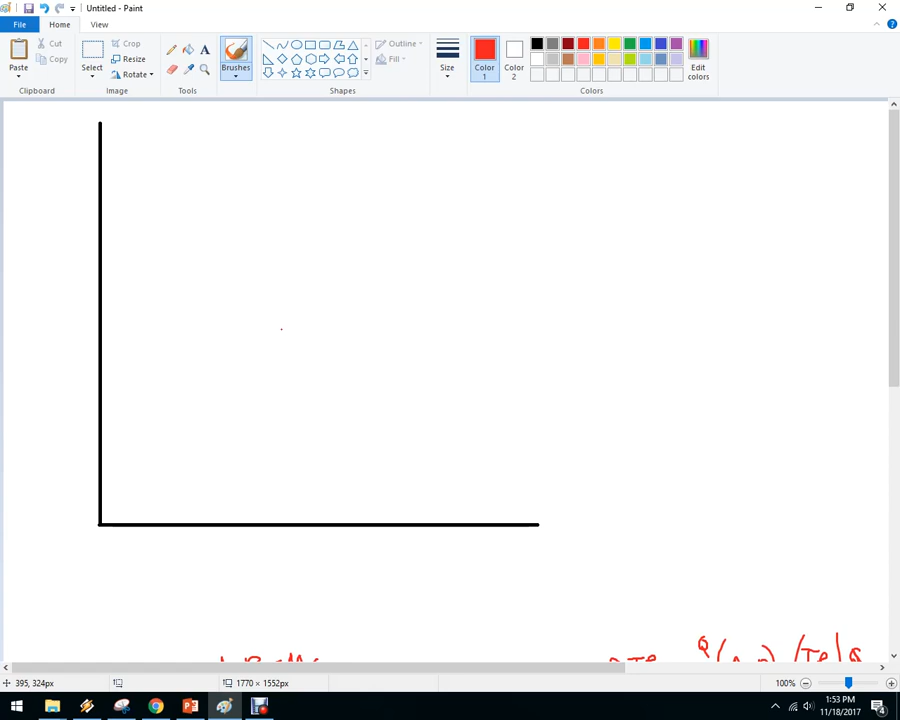 Untitled - Paint
File
Home
View
Paste
Cut
Copy
Clipboard
Select
Crop
Resize
Rotate
Image
A
Tools
Brushes
Shapes
Outline
Fill
Size
Color
1
Color
2
Edit
colors
Colors
395, 324px
1770 × 1552px
100%
1:53 PM
11/18/2017
4